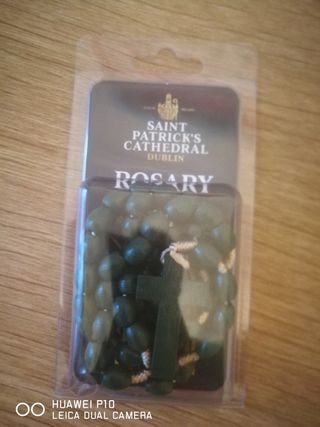 SAINT
PATRICK'S
CATHEDRAL
DUBLIN
ROSARY
HUAWEI P10
LEICA DUAL CAMERA